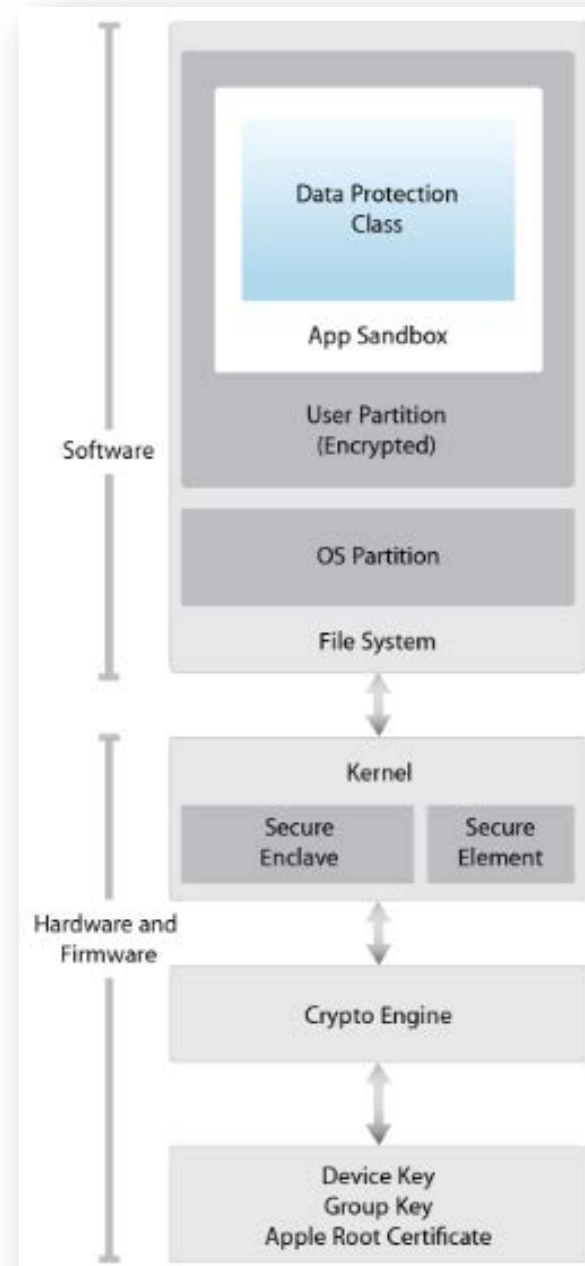 Data Protection
Class
App Sandbox
User Partition
(Encrypted)
Software
OS Partition
File System
Kernel
Secure
Enclave
Secure
Element
Hardware and
Firmware
Crypto Engine
Device Key
Group Key
Apple Root Certificate